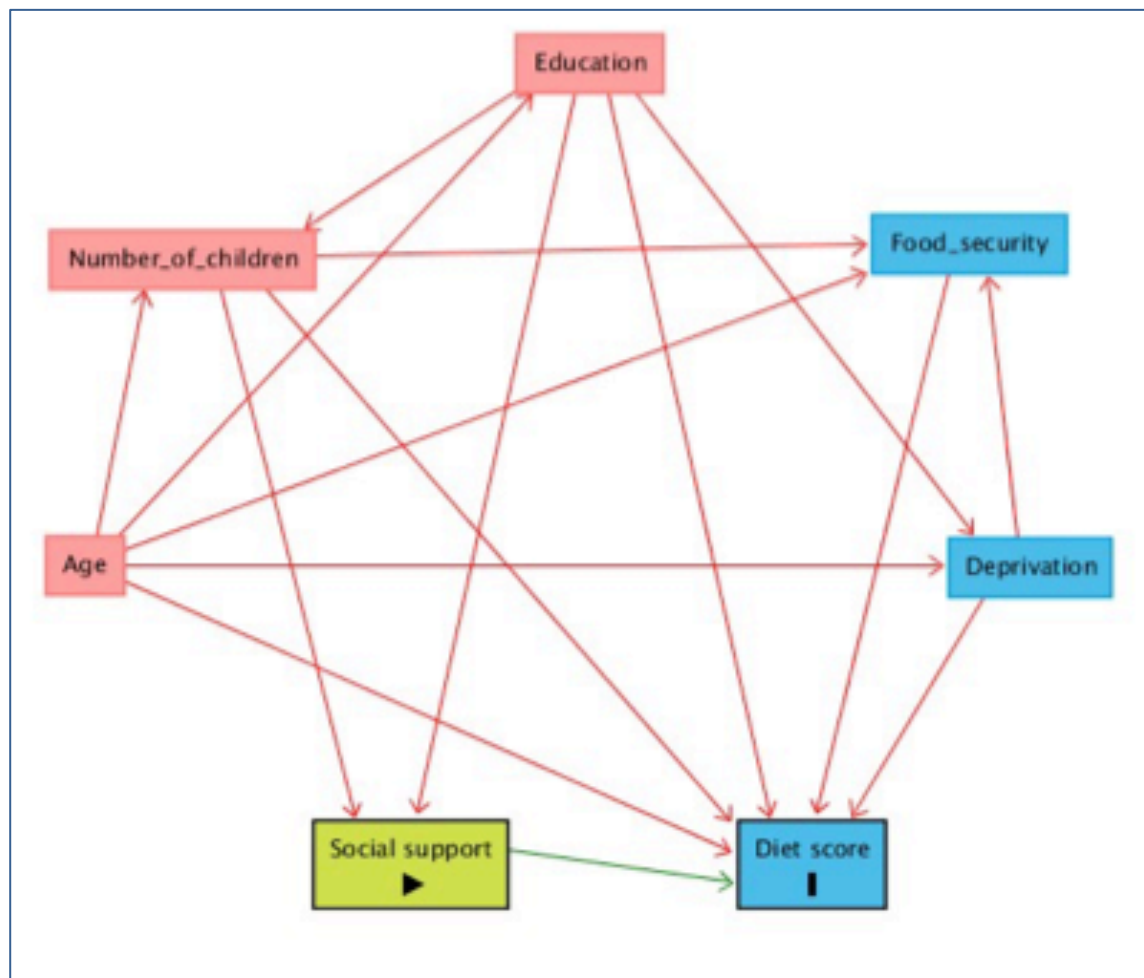 Education
Number_of_children
Food_security
Age
Deprivation
Social support
Diet score